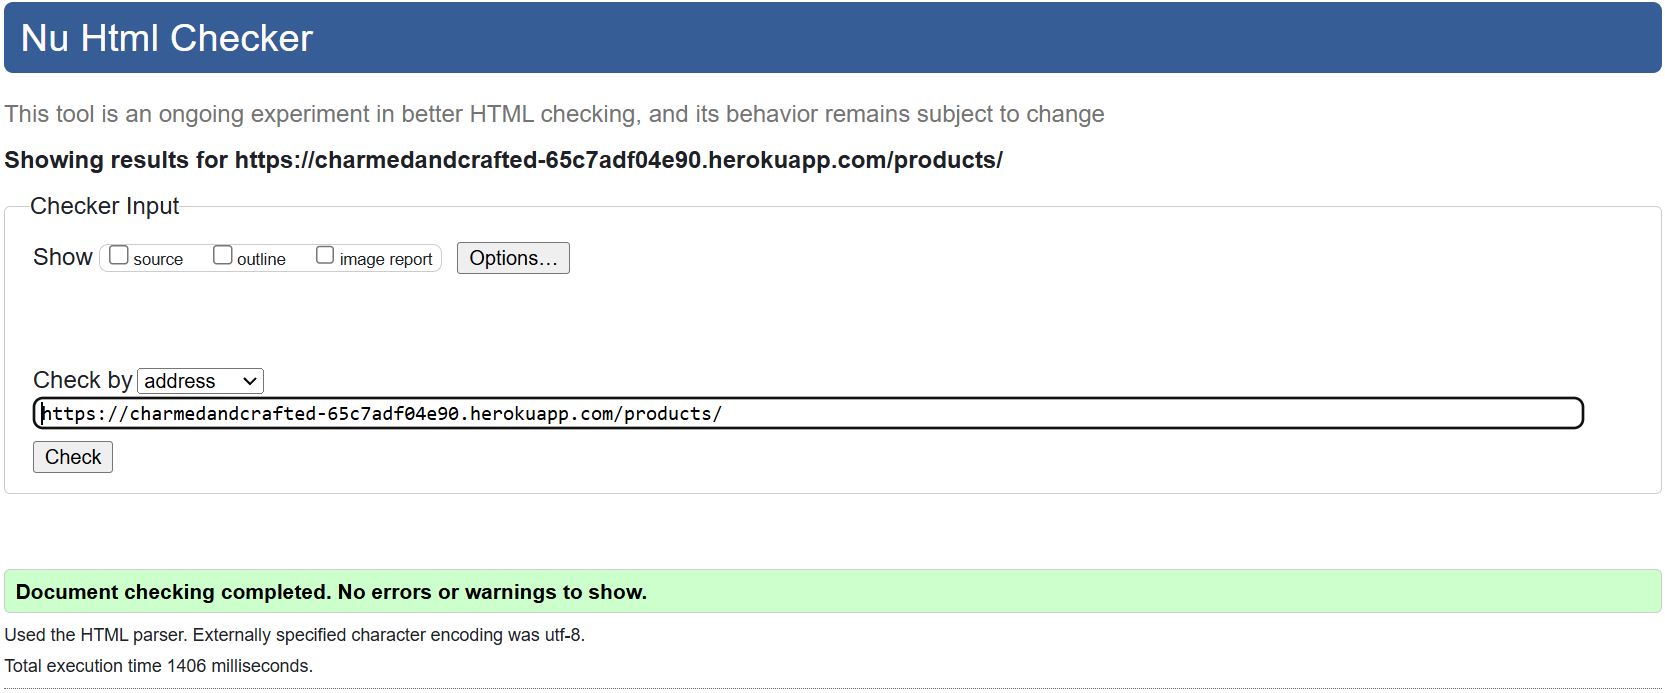 Nu Html Checker
This tool is an ongoing experiment in better HTML checking, and its behavior remains subject to change
Showing results for https://charmedandcrafted-65c7adf04e90.herokuapp.com/products/
Checker Input
Show source outline image report Options...
Check by address
https://charmedandcrafted-65c7adf04e90.herokuapp.com/products/
Check
Document checking completed. No errors or warnings to show.
Used the HTML parser. Externally specified character encoding was utf-8.
Total execution time 1406 milliseconds.